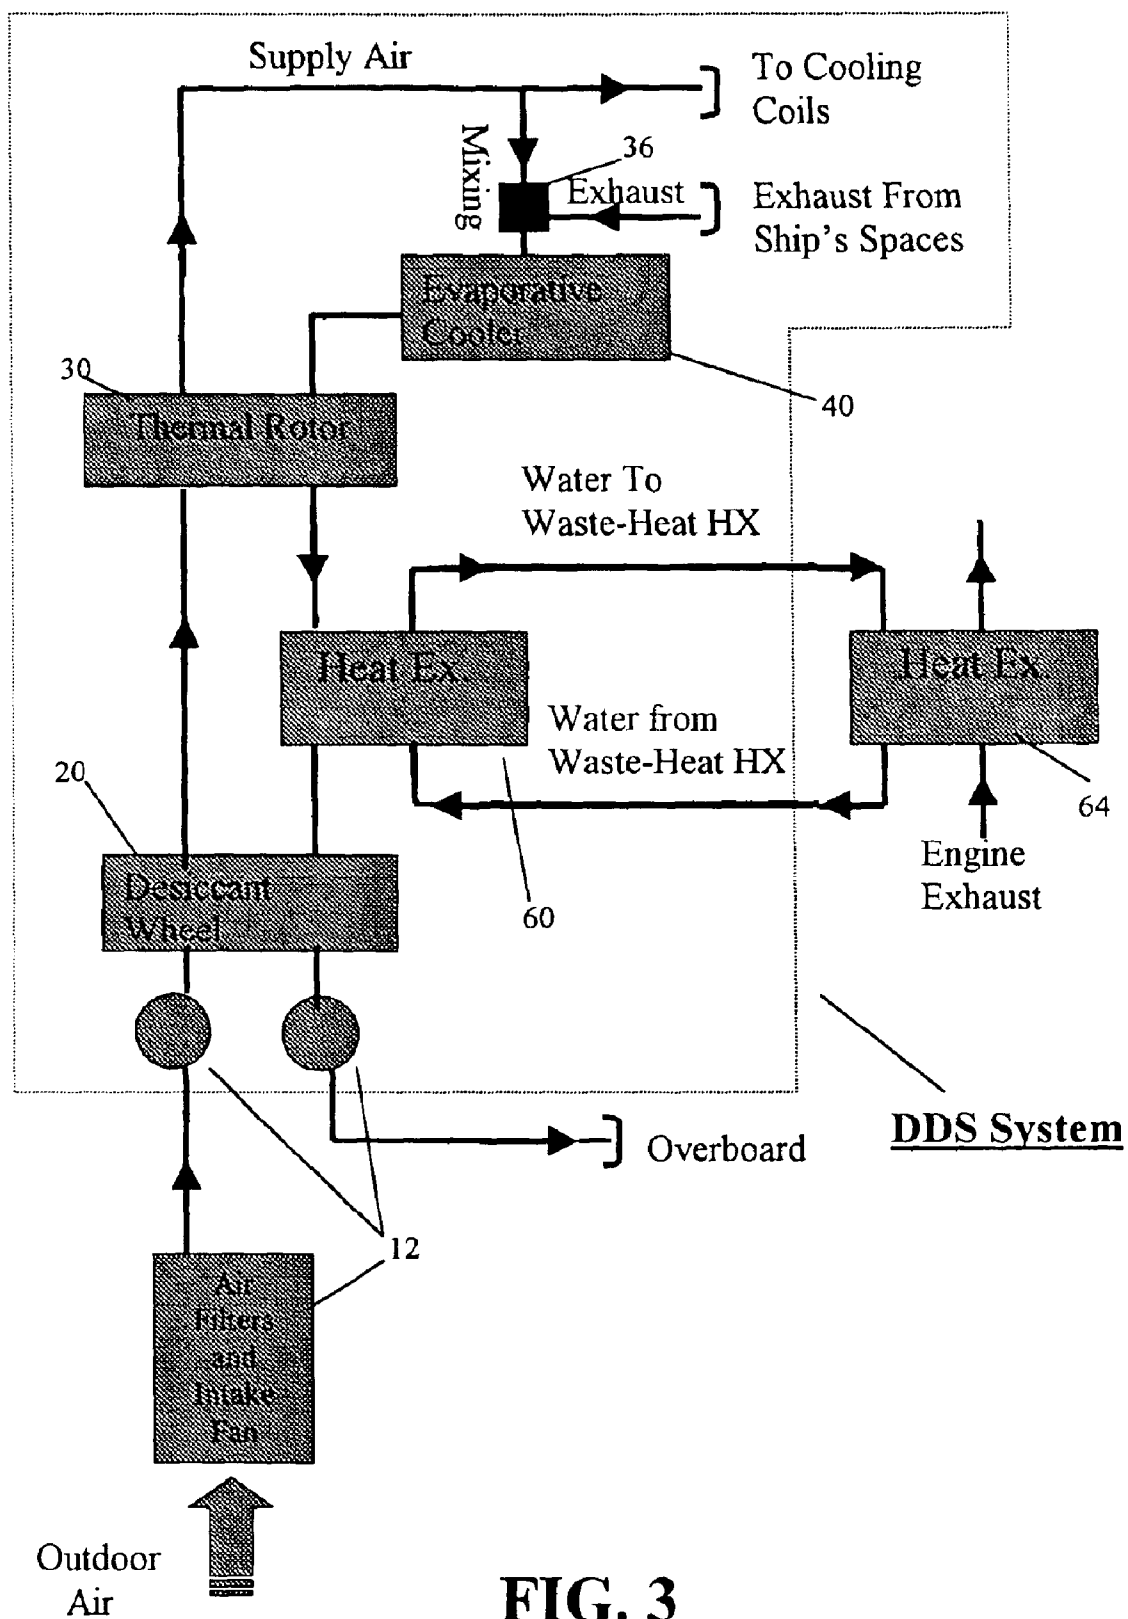 Supply Air
To Cooling
Coils
Mixing
36
Exhaust
Exhaust From
Ship's Spaces
Evaporative
Cooler
30
40
Thermal Rotor
Water To
Waste-Heat HX
Heat Ex.
Heat Ex.
Water from
Waste-Heat HX
20
64
Engine
Exhaust
Desiccant
Wheel
60
DDS System
Overboard
12
Air
Filters
and
Intake
Fan
Outdoor
Air
FIG. 3